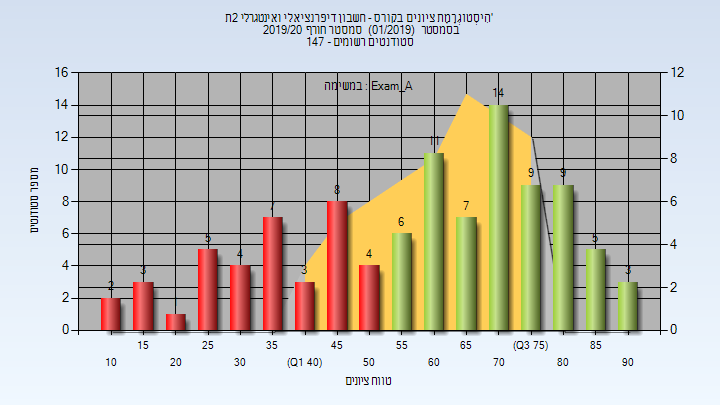 הִיסְטוֹגְרָמַת ציונים בקורס - חשבון דיפרנציאלי ואינטגרלי 2ת'
בסמסטר (01/2019) סמסטר חורף 2019/20
סטודנטים רשומים - 147
במשימה : Exam_A
מספר סטודנטים
16 14 12 10 8 6 4 2 0
12 10 8 6 4 2 0
2 3 1 5 4 7 3 8 4 6 11 7 14 9 9 5 3
15 25 35 45 55 65 (Q3 75) 85
10 20 30 (Q1 40) 50 60 70 80 90
טווח ציונים